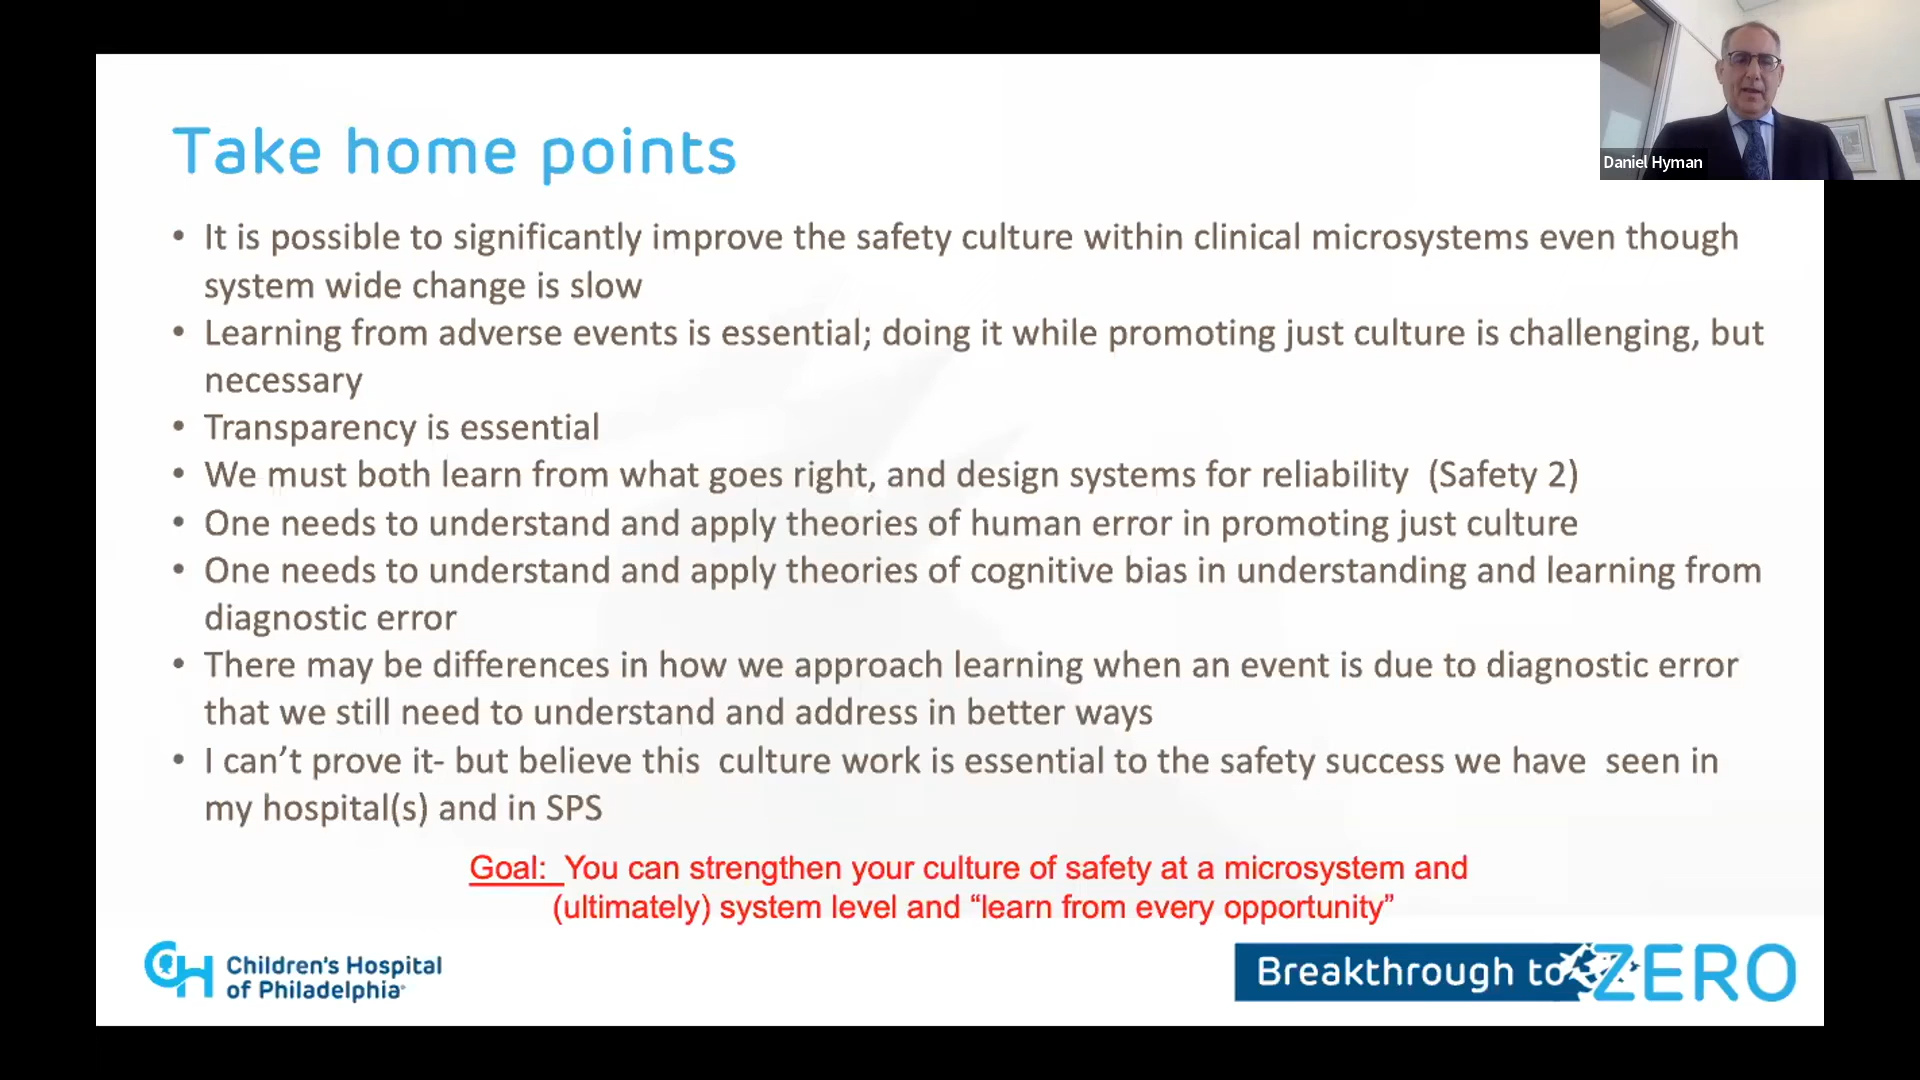 Daniel Hyman
Take home points
• It is possible to significantly improve the safety culture within clinical microsystems even though
system wide change is slow
• Learning from adverse events is essential; doing it while promoting just culture is challenging, but
necessary
• Transparency is essential
• We must both learn from what goes right, and design systems for reliability  (Safety 2)
• One needs to understand and apply theories of human error in promoting just culture
• One needs to understand and apply theories of cognitive bias in understanding and learning from
diagnostic error
• There may be differences in how we approach learning when an event is due to diagnostic error
that we still need to understand and address in better ways
• I can’t prove it- but believe this  culture work is essential to the safety success we have  seen in
my hospital(s) and in SPS
Goal:  You can strengthen your culture of safety at a microsystem and
(ultimately) system level and “learn from every opportunity”
CH Children's Hospital
of Philadelphia
Breakthrough to ZERO